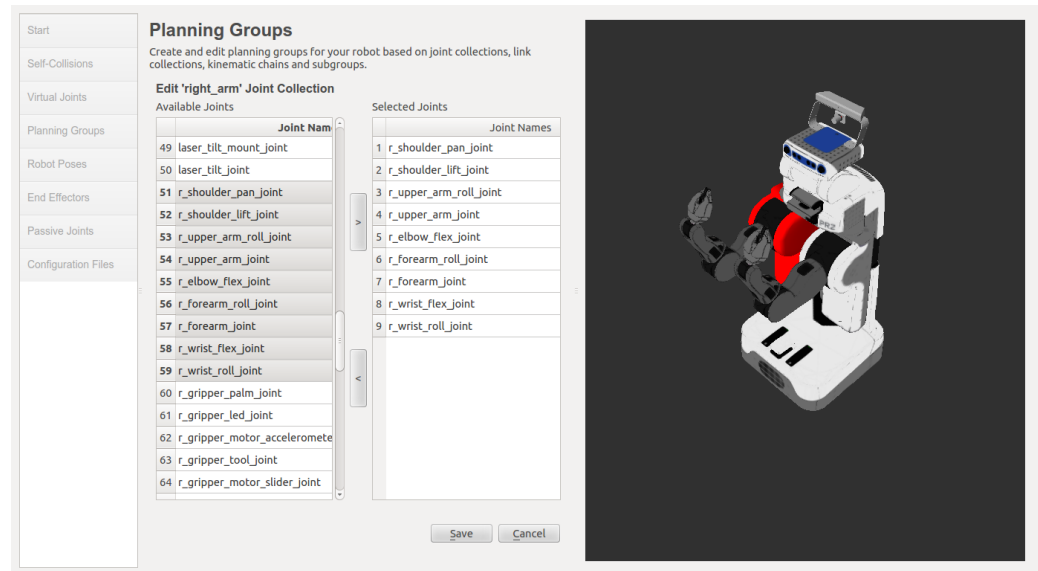 Start
Self-Collisions
Virtual Joints
Planning Groups
Robot Poses
End Effectors
Passive Joints
Configuration Files
Planning Groups
Create and edit planning groups for your robot based on joint collections, link
collections, kinematic chains and subgroups.
Edit 'right_arm' Joint Collection
Available Joints
Joint Nam
49 laser_tilt_mount_joint
50 laser_tilt_joint
51 r_shoulder_pan_joint
52 r_shoulder_lift_joint
53 r_upper_arm_roll_joint
54 r_upper_arm_joint
55 r_elbow_flex_joint
56 r_forearm_roll_joint
57 r_forearm_joint
58 r_wrist_flex_joint
59 r_wrist_roll_joint
60 r_gripper_palm_joint
61 r_gripper_led_joint
62 r_gripper_motor_acceleromete
63 r_gripper_tool_joint
64 r_gripper_motor_slider_joint
>
<
Selected Joints
Joint Names
1 r_shoulder_pan_joint
2 r_shoulder_lift_joint
3 r_upper_arm_roll_joint
4 r_upper_arm_joint
5 r_elbow_flex_joint
6 r_forearm_roll_joint
7 r_forearm_joint
8 r_wrist_flex_joint
9 r_wrist_roll_joint
Save
Cancel
PR2